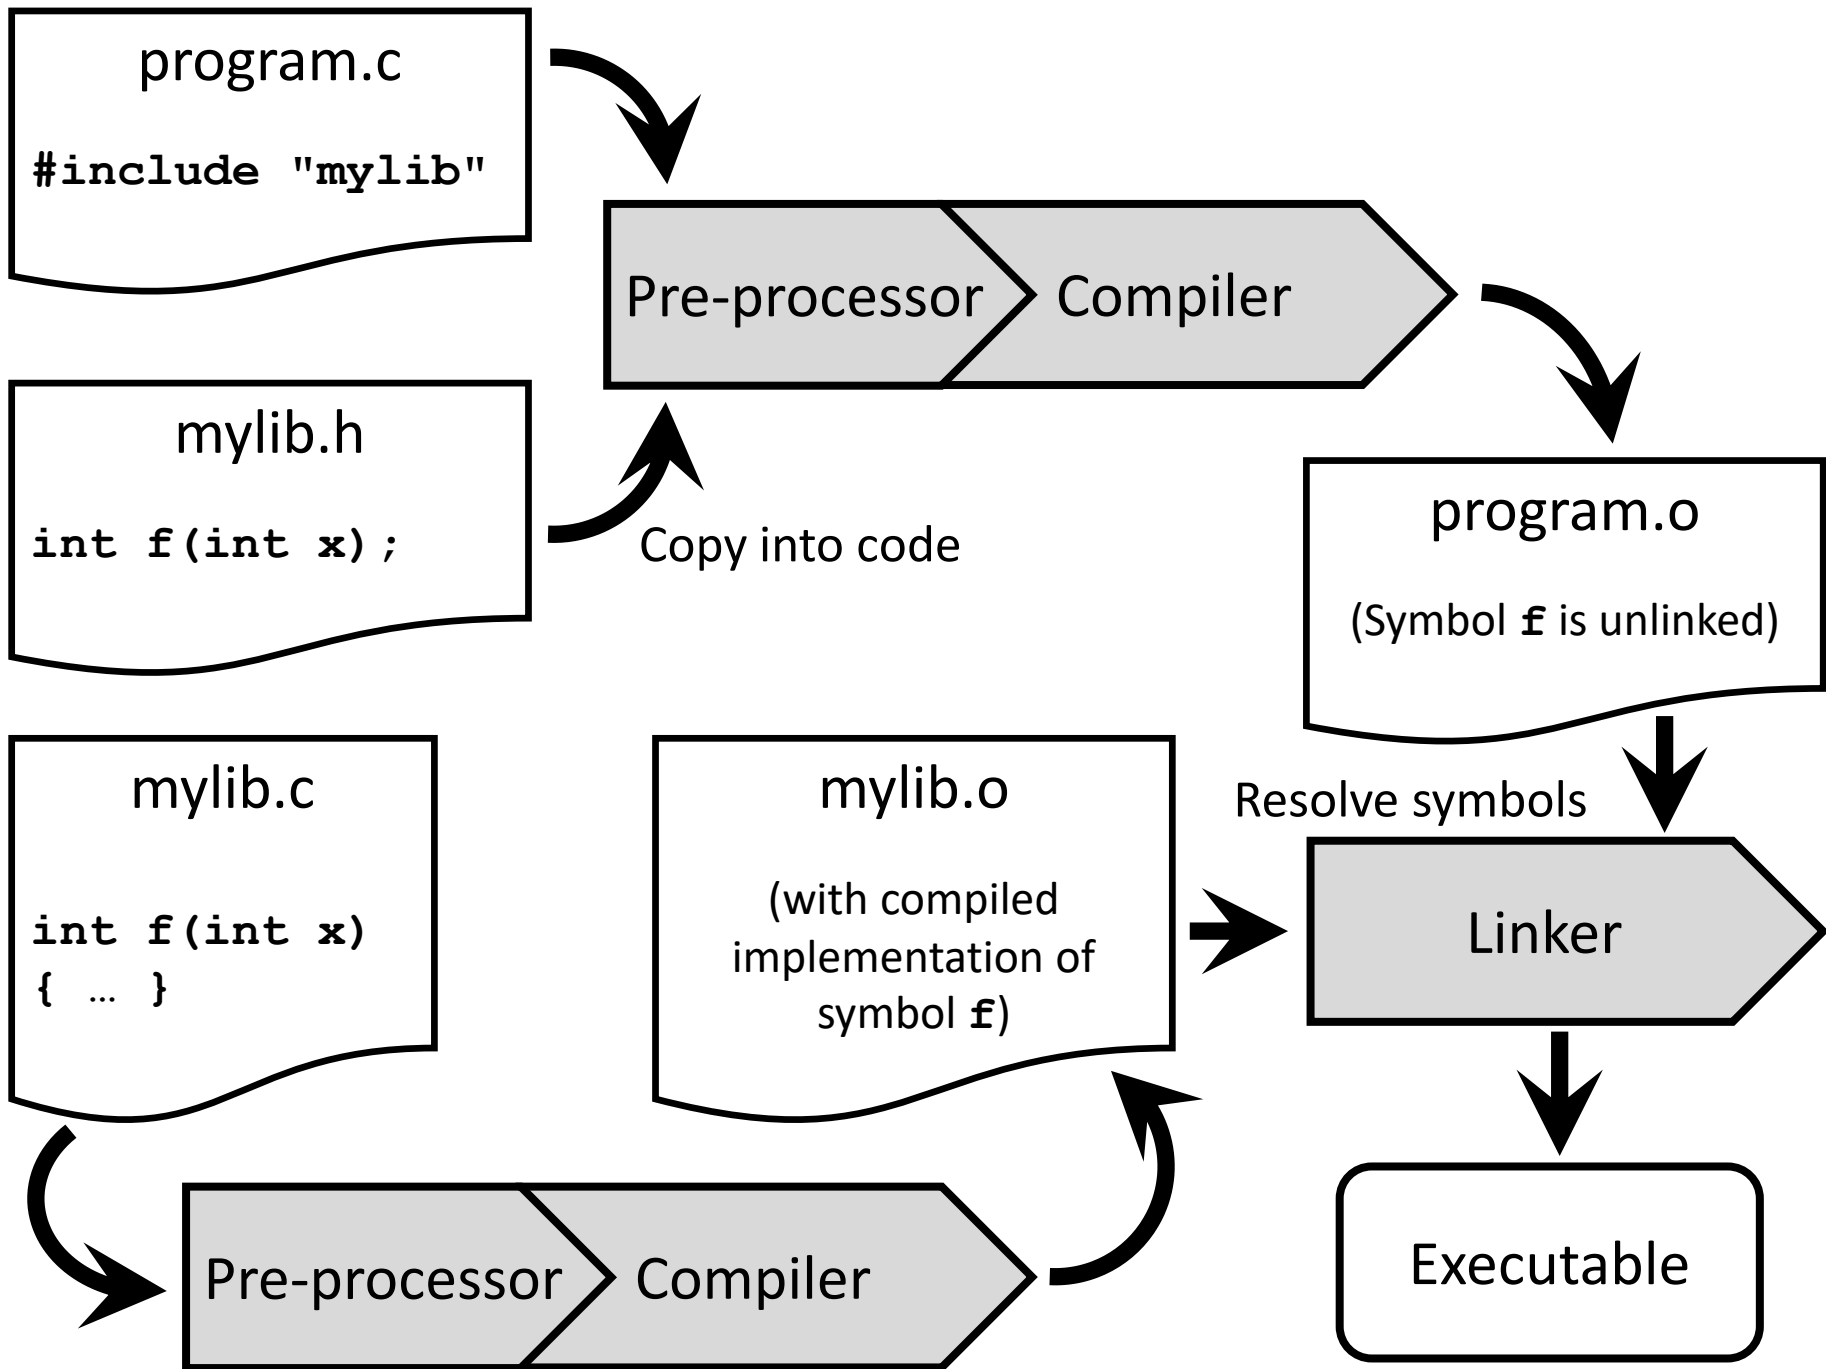 program.c
#include "mylib"
Pre-processor
Compiler
mylib.h
int f(int x);
Copy into code
program.o
(Symbol f is unlinked)
mylib.c
int f(int x)
{ … }
mylib.o
(with compiled
implementation of
symbol f)
Resolve symbols
Linker
Pre-processor
Compiler
Executable